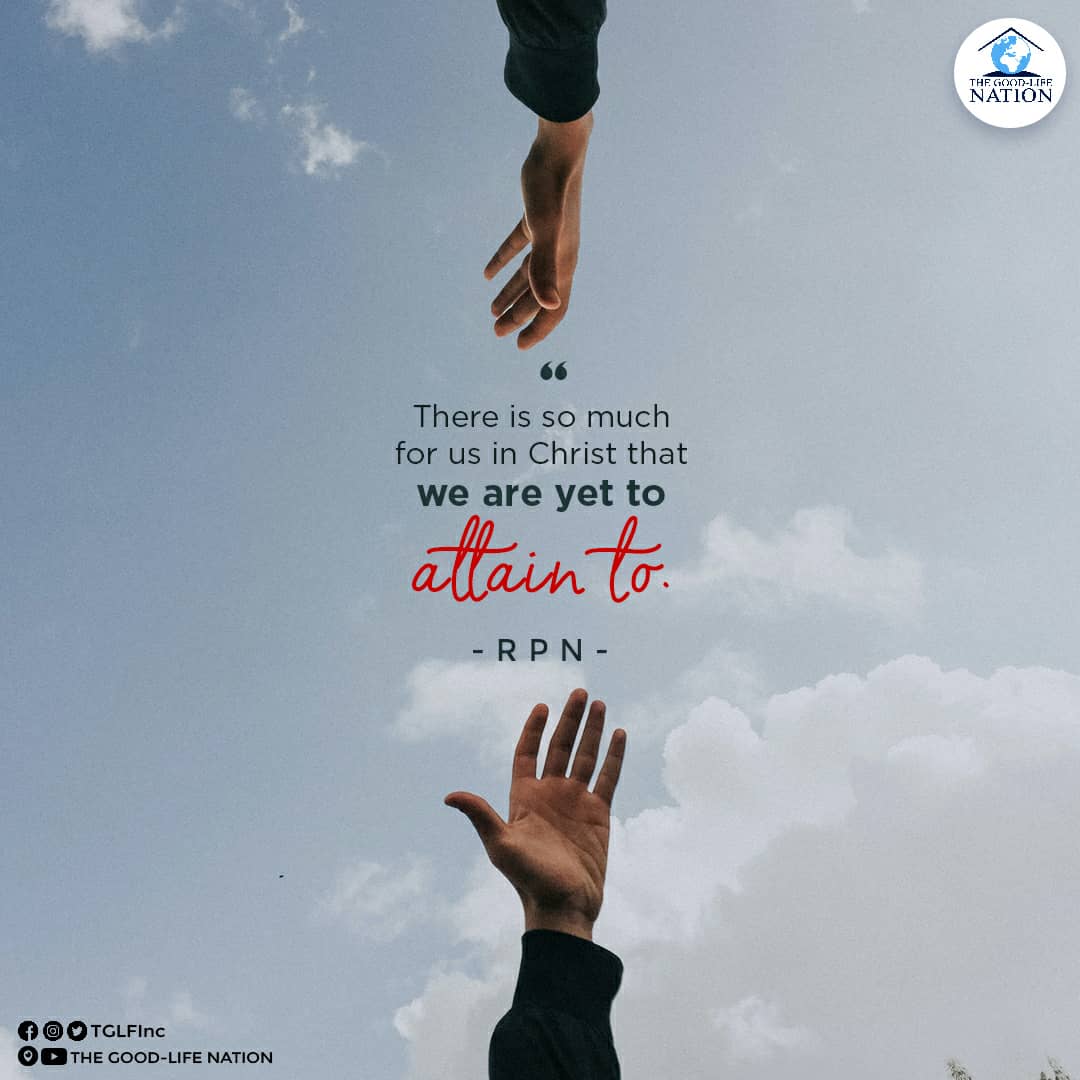 THE GOOD-LIFE
NATION
“
There is so much
for us in Christ that
we are yet to
attain to.
- R P N -
TGLFInc
THE GOOD-LIFE NATION